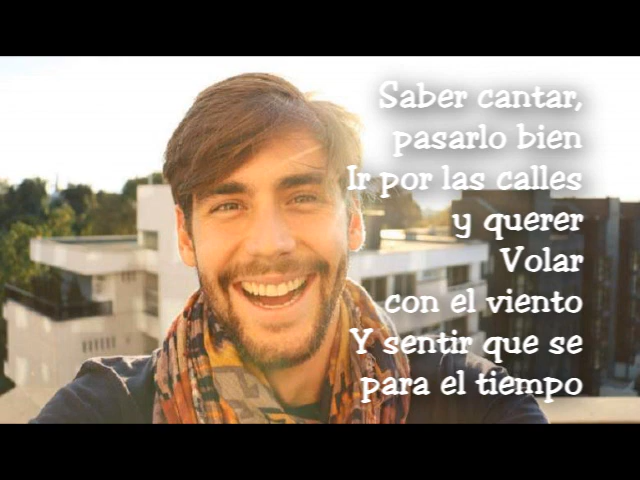 Saber cantar,
pasarlo bien
Ir por las calles
y querer
Volar
con el viento
Y sentir que se
para el tiempo